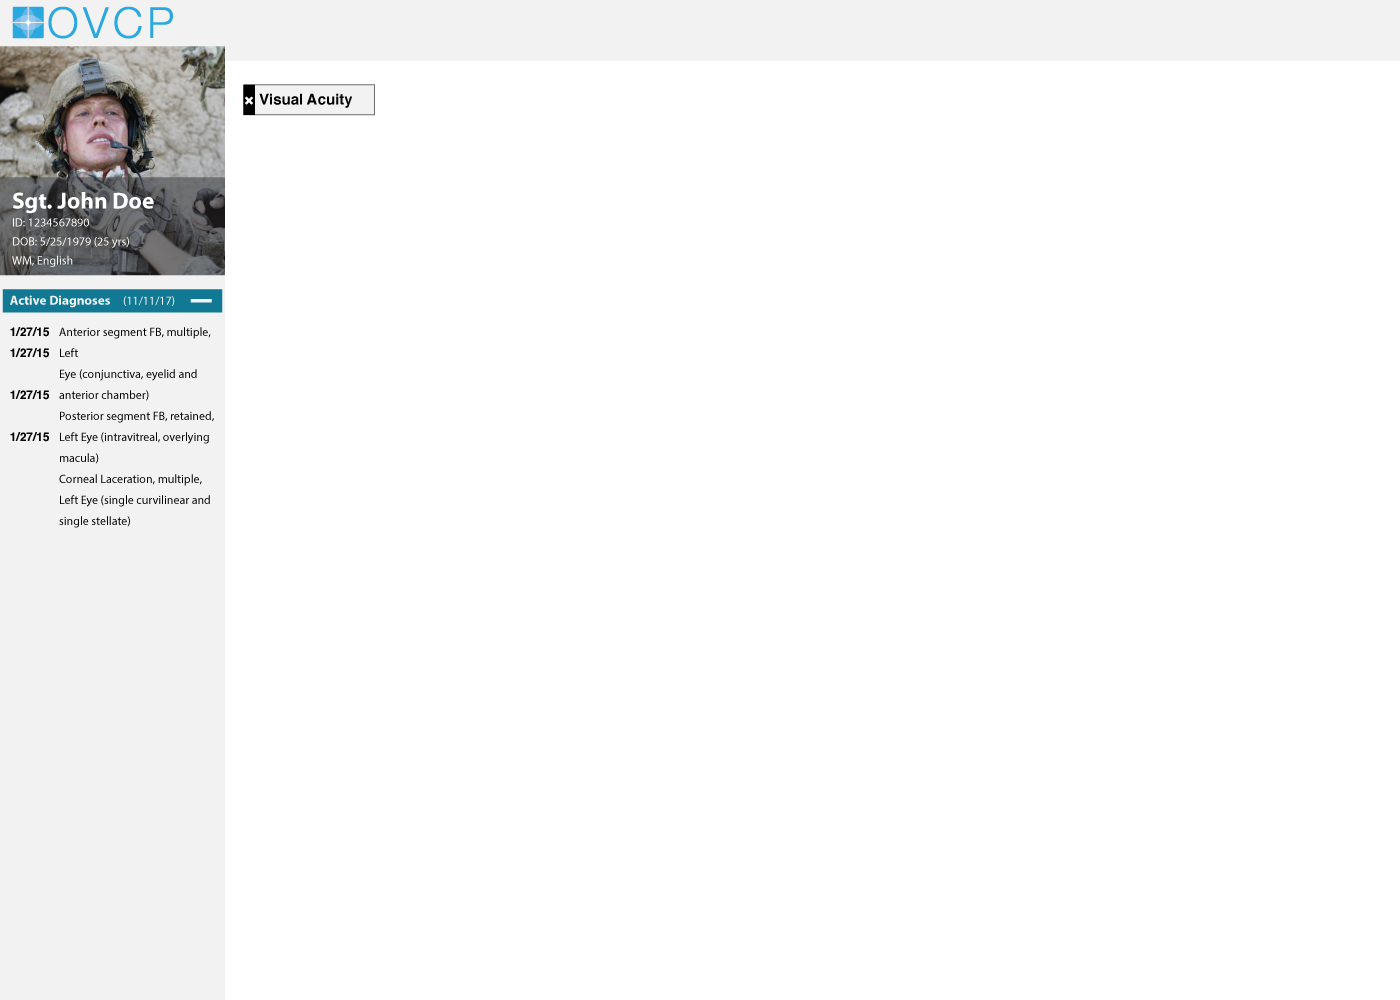 OVCP
Visual Acuity
Sgt. John Doe
ID: 1234567890
DOB: 5/25/1979 (25 yrs)
WM, English
Active Diagnoses (11/11/17)
1/27/15 Anterior segment FB, multiple,
1/27/15 Left
Eye (conjunctiva, eyelid and
1/27/15 anterior chamber)
Posterior segment FB, retained,
1/27/15 Left Eye (intravitreal, overlying
macula)
Corneal Laceration, multiple,
Left Eye (single curvilinear and
single stellate)